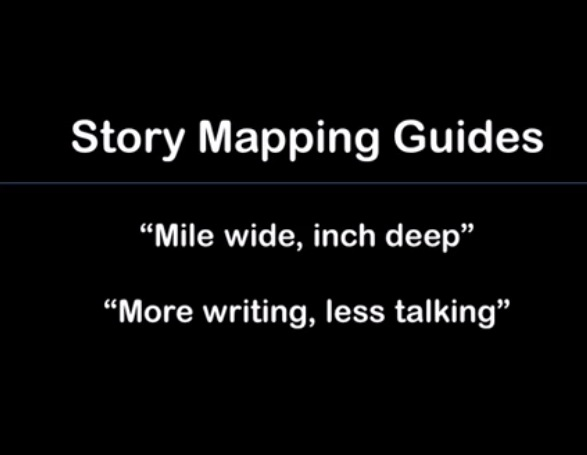 Story Mapping Guides
“Mile wide, inch deep”
“More writing, less talking”